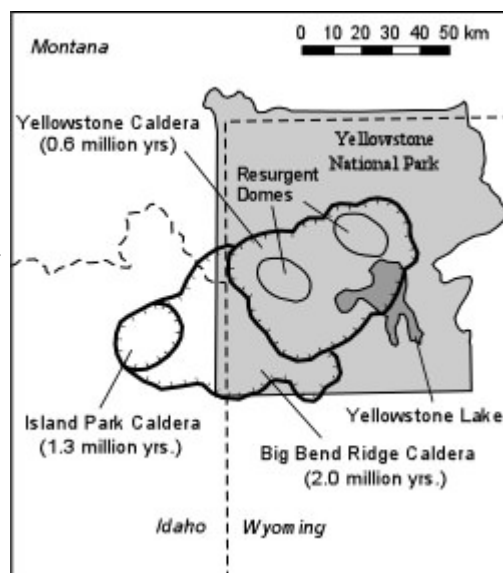 Montana
0 10 20 30 40 50 km
Yellowstone Caldera
(0.6 million yrs)
Yellowstone
National Park
Resurgent
Domes
Island Park Caldera
(1.3 million yrs.)
Yellowstone Lake
Big Bend Ridge Caldera
(2.0 million yrs.)
Idaho
Wyoming